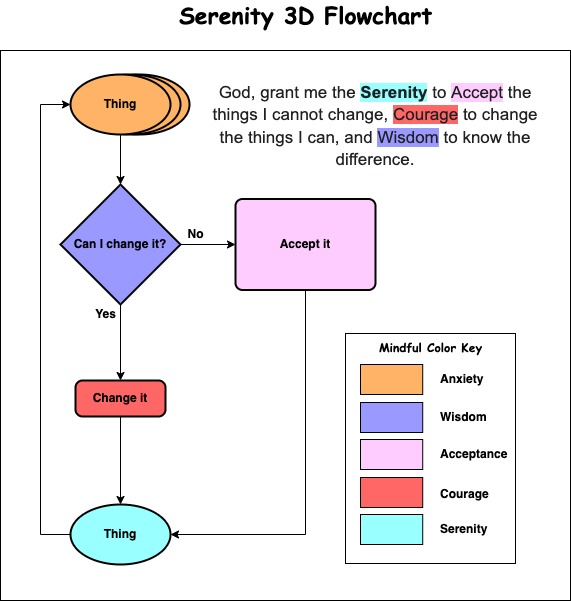 Serenity 3D Flowchart
Thing
God, grant me the Serenity to Accept the
things I cannot change, Courage to change
the things I can, and Wisdom to know the
difference.
Can I change it?
No
Accept it
Yes
Change it
Thing
Mindful Color Key
Anxiety
Wisdom
Acceptance
Courage
Serenity